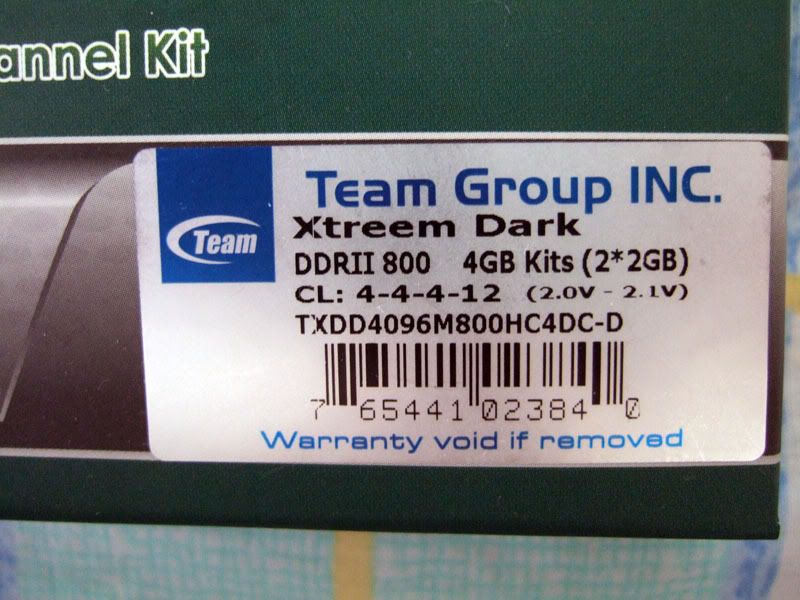 annel Kit
Team Group INC.
Team
Xtreem Dark
DDRII 800 4GB Kits (2*2GB)
CL: 4-4-4-12 (2.0V - 2.1V)
TXDD4096M800HC4DC-D
7 65441 02384 0
Warranty void if removed